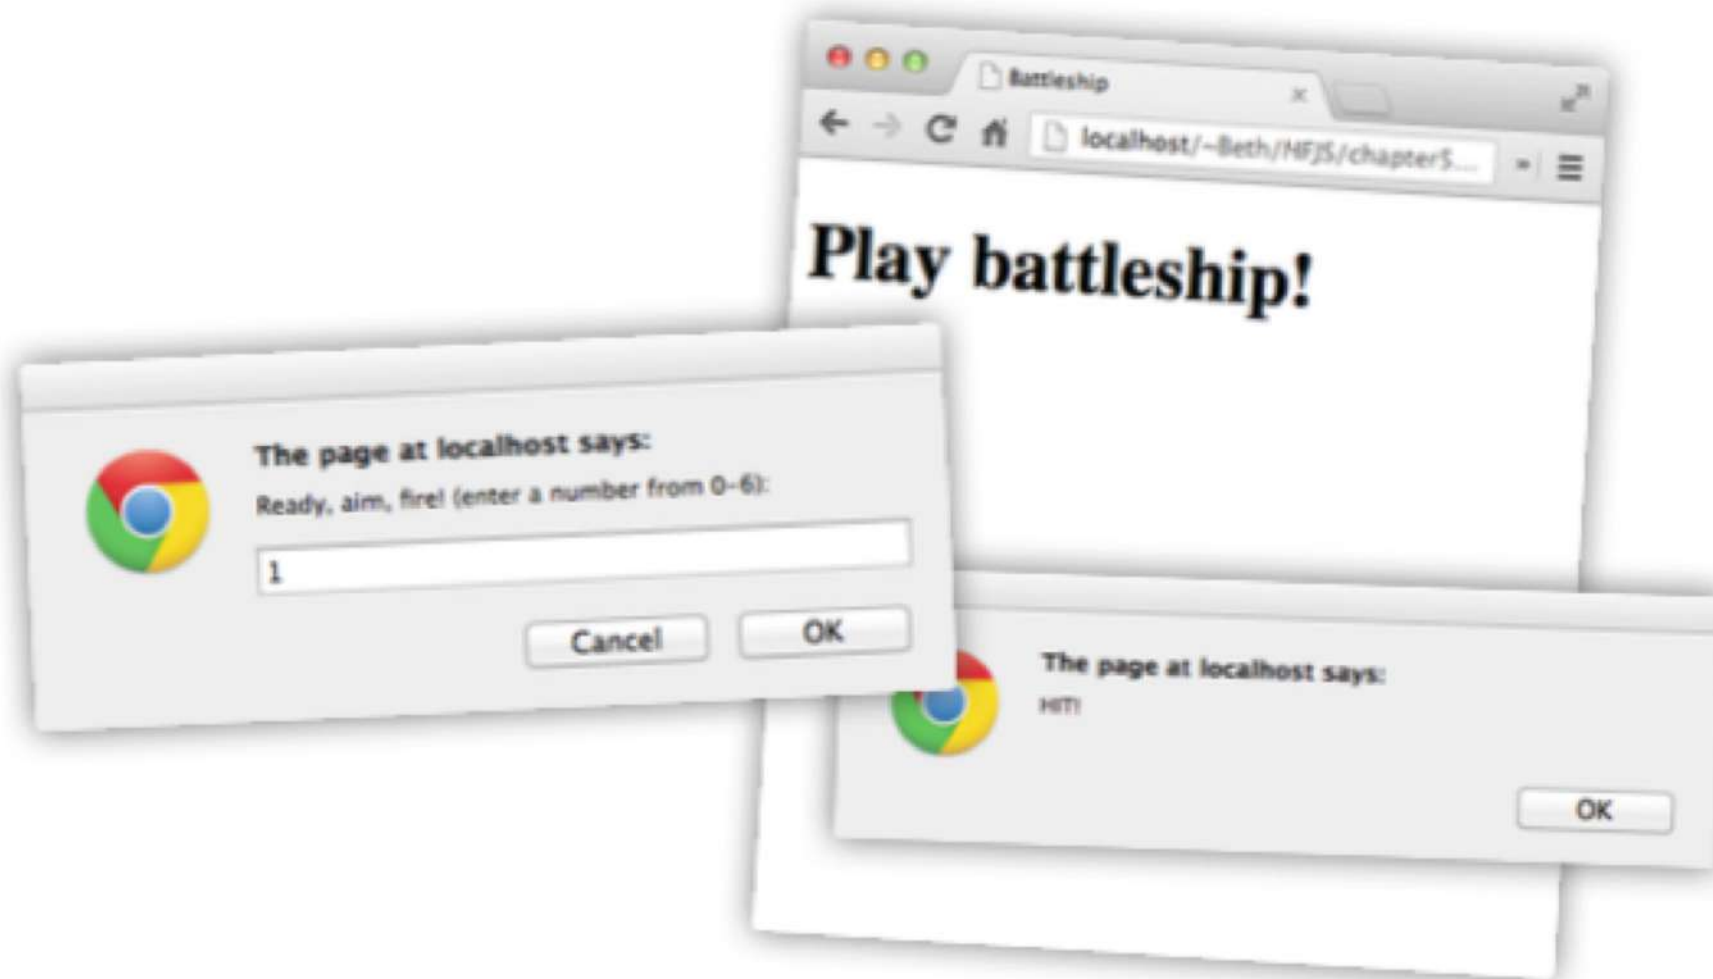 Battleship
localhost/~Beth/HFJS/chapter5...
Play battleship!
The page at localhost says:
Ready, aim, fire! (enter a number from 0-6):
1
Cancel
OK
The page at localhost says:
HIT!
OK